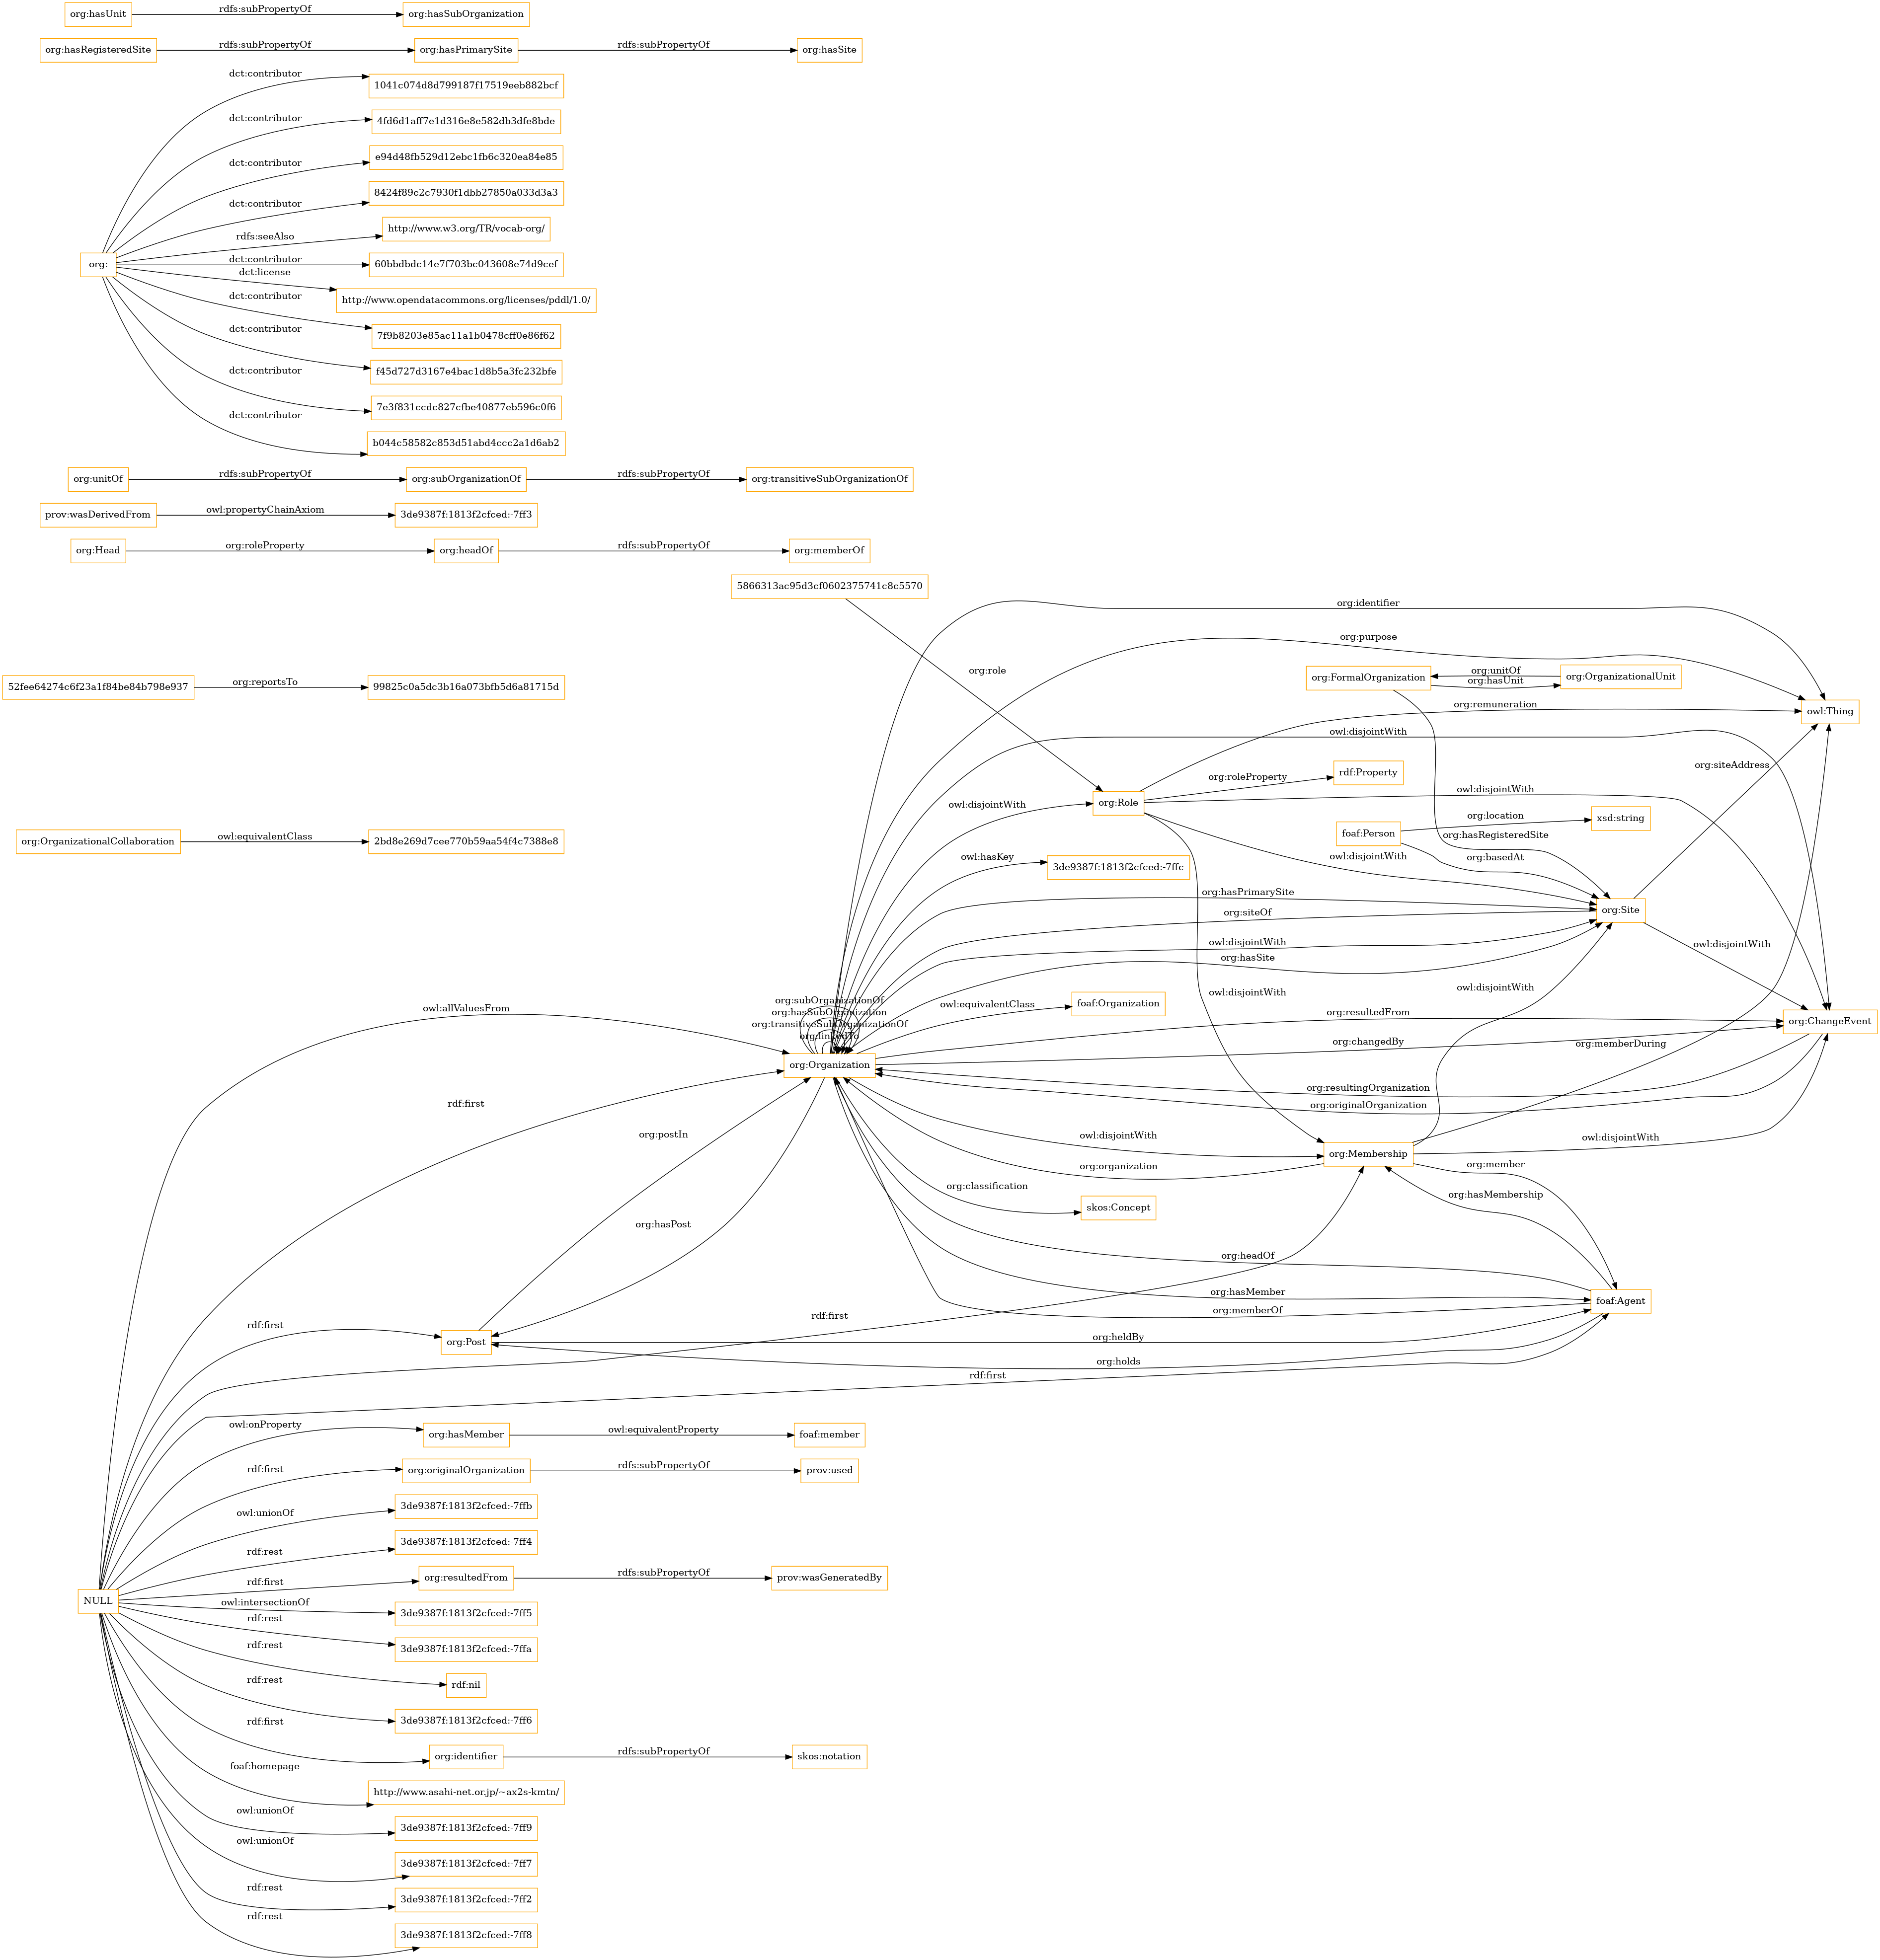 org:hasUnit
rdfs:subPropertyOf
org:hasSubOrganization
org:hasRegisteredSite
rdfs:subPropertyOf
org:hasPrimarySite
rdfs:subPropertyOf
org:hasSite
org:
dct:contributor
1041c074d8d799187f17519eeb882bcf
dct:contributor
4fd6d1aff7e1d316e8e582db3dfe8bde
dct:contributor
e94d48fb529d12ebc1fb6c320ea84e85
dct:contributor
8424f89c2c7930f1dbb27850a033d3a3
rdfs:seeAlso
http://www.w3.org/TR/vocab-org/
dct:contributor
60bbdbdc14e7f703bc043608e74d9cef
dct:license
http://www.opendatacommons.org/licenses/pddl/1.0/
dct:contributor
7f9b8203e85ac11a1b0478cff0e86f62
dct:contributor
f45d727d3167e4bac1d8b5a3fc232bfe
dct:contributor
7e3f831ccdc827cfbe40877eb596c0f6
dct:contributor
b044c58582c853d51abd4ccc2a1d6ab2
org:unitOf
rdfs:subPropertyOf
org:subOrganizationOf
rdfs:subPropertyOf
org:transitiveSubOrganizationOf
prov:wasDerivedFrom
owl:propertyChainAxiom
3de9387f:1813f2cfced:-7ff3
org:Head
org:roleProperty
org:headOf
rdfs:subPropertyOf
org:memberOf
5866313ac95d3cf0602375741c8c5570
org:role
org:identifier
org:purpose
52fee64274c6f23a1f84be84b798e937
org:reportsTo
99825c0a5dc3b16a073bfb5d6a81715d
org:FormalOrganization
org:unitOf
org:hasUnit
org:OrganizationalUnit
owl:Thing
org:remuneration
owl:disjointWith
org:siteAddress
org:roleProperty
rdf:Property
org:Role
owl:disjointWith
owl:disjointWith
org:location
xsd:string
foaf:Person
org:hasRegisteredSite
org:basedAt
org:OrganizationalCollaboration
owl:equivalentClass
2bd8e269d7cee770b59aa54f4c7388e8
owl:hasKey
3de9387f:1813f2cfced:-7ffc
owl:disjointWith
org:hasPrimarySite
org:Site
org:siteOf
owl:disjointWith
owl:disjointWith
org:hasSite
owl:disjointWith
owl:disjointWith
org:subOrganizationOf
org:hasSubOrganization
org:transitiveSubOrganizationOf
org:linkedTo
owl:allValuesFrom
owl:equivalentClass
foaf:Organization
org:resultedFrom
org:ChangeEvent
org:changedBy
org:memberDuring
org:Organization
org:resultingOrganization
org:originalOrganization
rdf:first
org:postIn
owl:disjointWith
owl:disjointWith
org:Membership
org:organization
org:member
org:classification
skos:Concept
org:hasMembership
org:hasPost
org:headOf
org:hasMember
foaf:Agent
org:memberOf
rdf:first
rdf:first
org:Post
org:heldBy
org:holds
rdf:first
owl:onProperty
org:hasMember
owl:equivalentProperty
foaf:member
rdf:first
org:originalOrganization
rdfs:subPropertyOf
prov:used
owl:unionOf
3de9387f:1813f2cfced:-7ffb
rdf:rest
3de9387f:1813f2cfced:-7ff4
NULL
rdf:first
org:resultedFrom
rdfs:subPropertyOf
prov:wasGeneratedBy
owl:intersectionOf
3de9387f:1813f2cfced:-7ff5
rdf:rest
3de9387f:1813f2cfced:-7ffa
rdf:rest
rdf:nil
rdf:rest
3de9387f:1813f2cfced:-7ff6
rdf:first
org:identifier
rdfs:subPropertyOf
skos:notation
foaf:homepage
http://www.asahi-net.or.jp/~ax2s-kmtn/
owl:unionOf
3de9387f:1813f2cfced:-7ff9
owl:unionOf
3de9387f:1813f2cfced:-7ff7
rdf:rest
3de9387f:1813f2cfced:-7ff2
rdf:rest
3de9387f:1813f2cfced:-7ff8